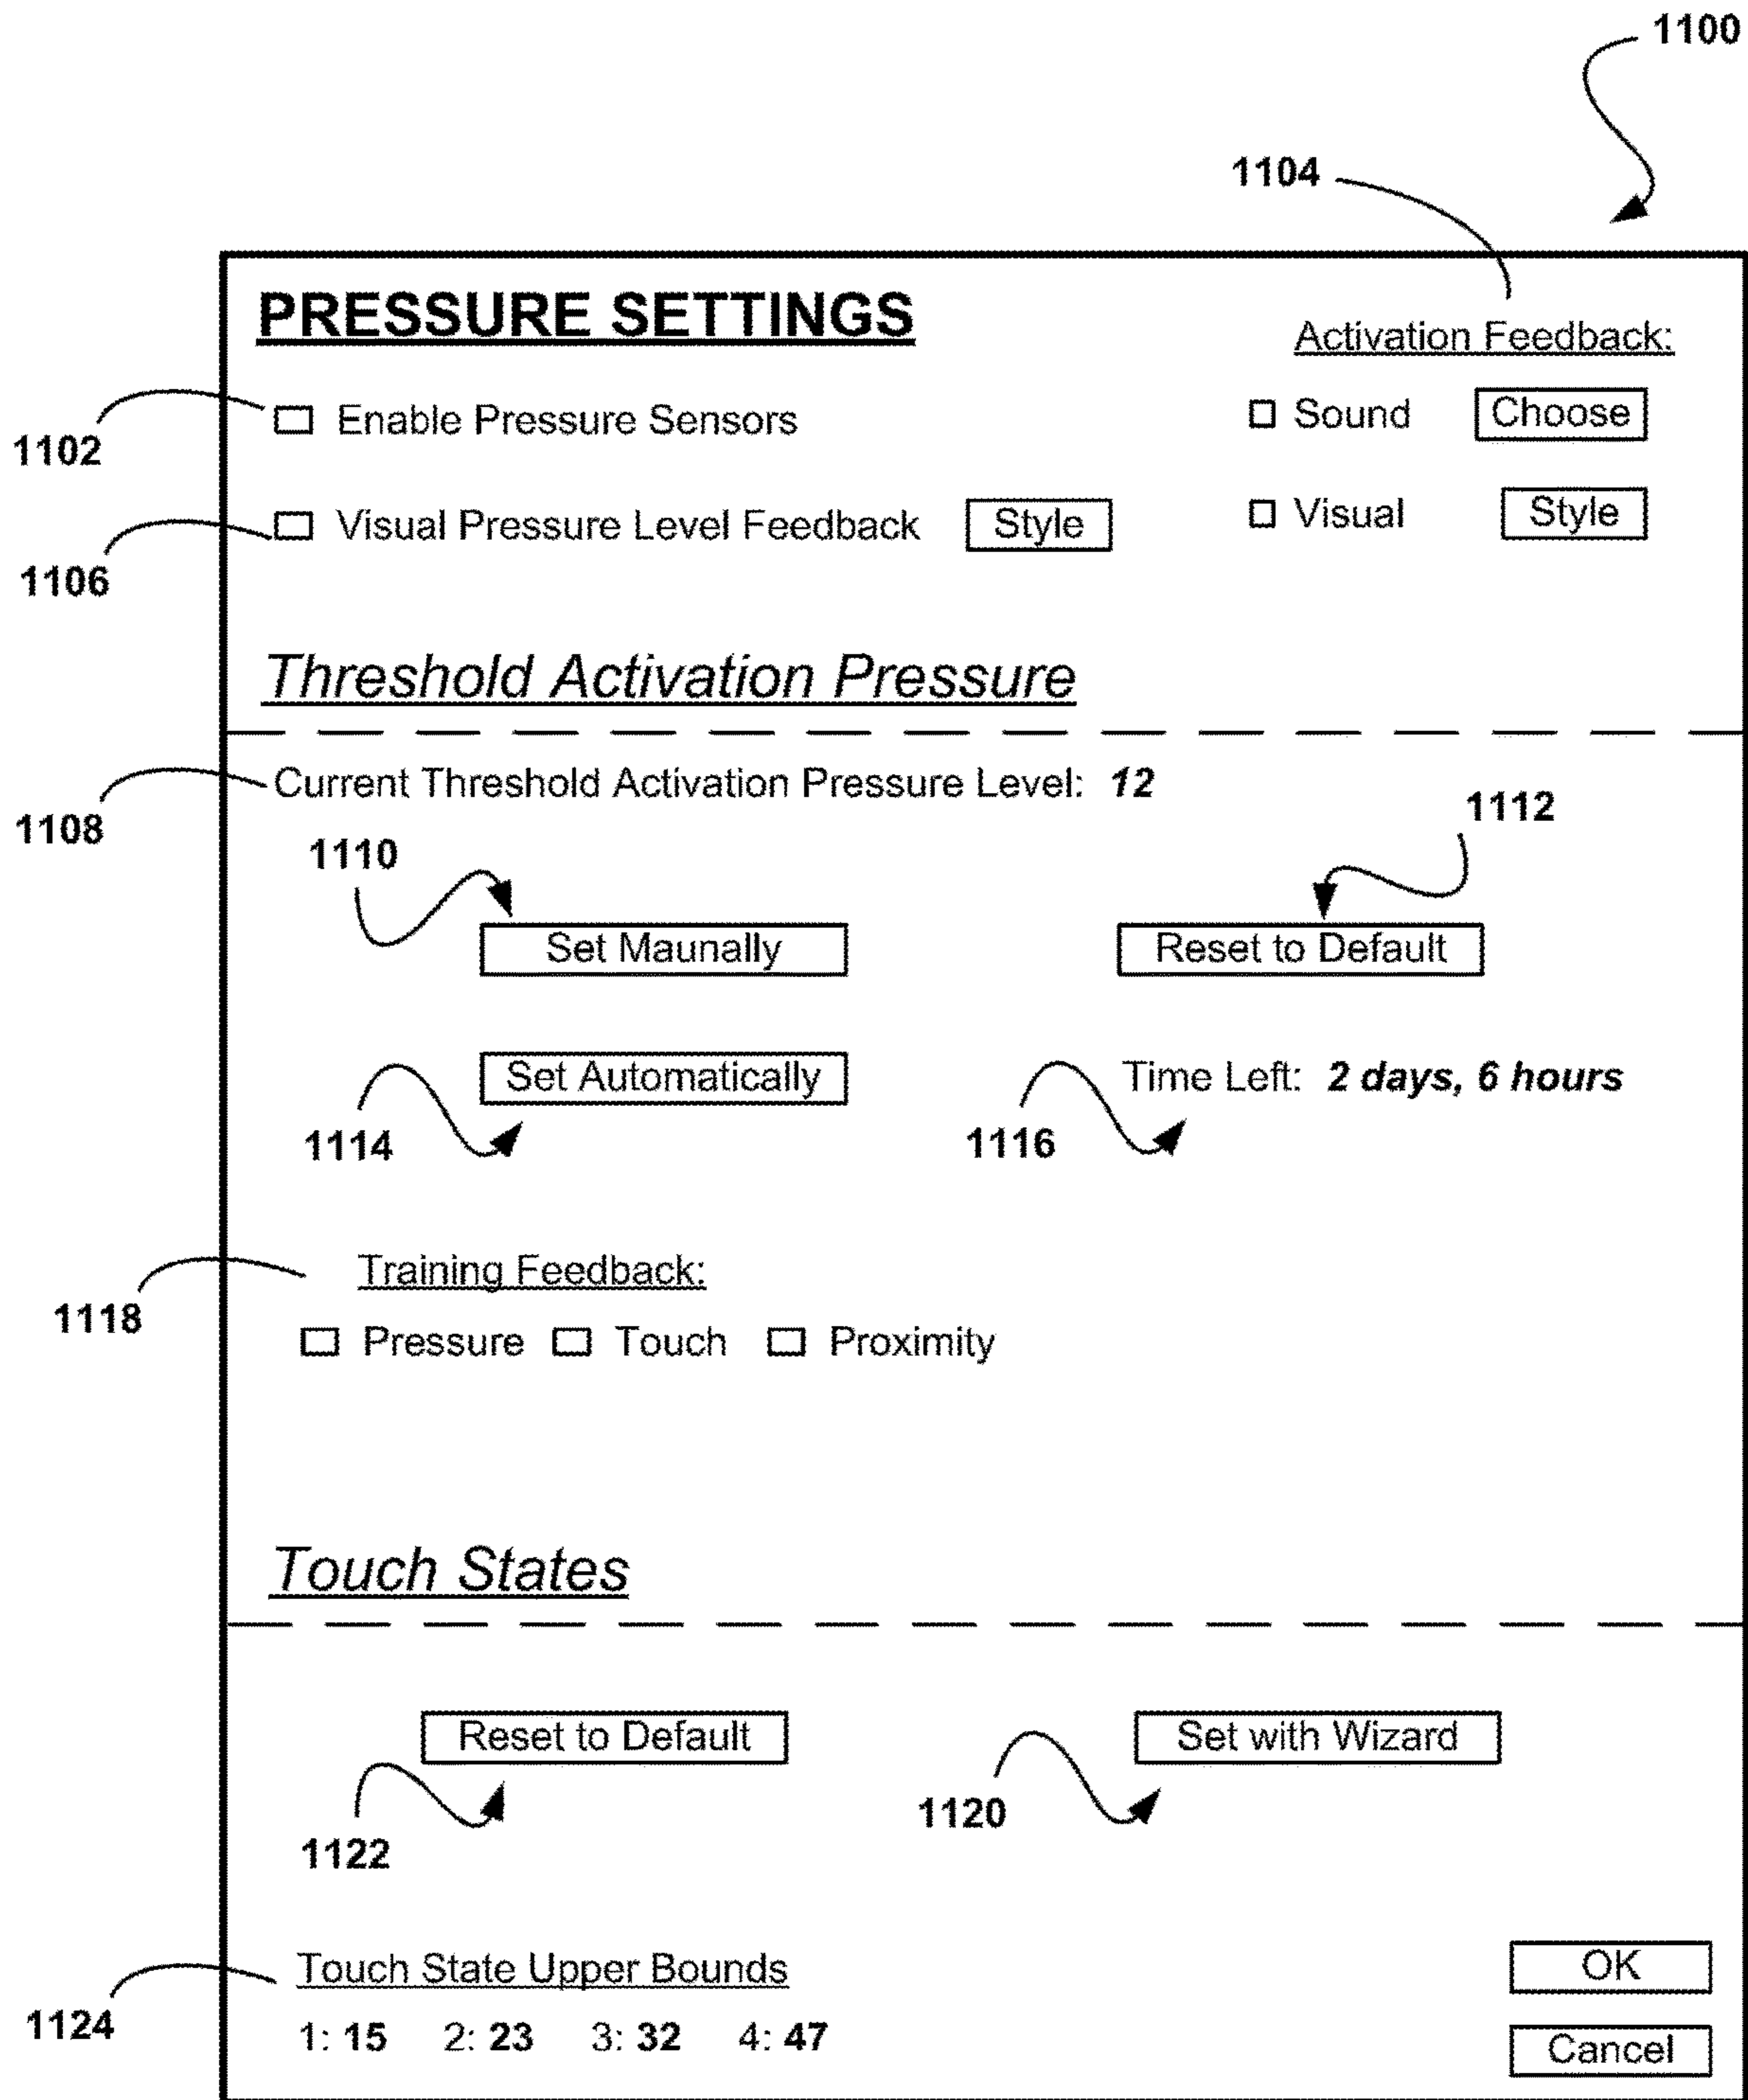 1100
1104
PRESSURE SETTINGS
Activation Feedback:
1102
Enable Pressure Sensors
Sound Choose
1106
Visual Pressure Level Feedback Style
Visual Style
Threshold Activation Pressure
1108
Current Threshold Activation Pressure Level: 12
1110
1112
Set Maunally
Reset to Default
Set Automatically
Time Left: 2 days, 6 hours
1114
1116
1118
Training Feedback:
Pressure Touch Proximity
Touch States
Reset to Default
Set with Wizard
1122
1120
1124
Touch State Upper Bounds
1: 15 2: 23 3: 32 4: 47
OK
Cancel